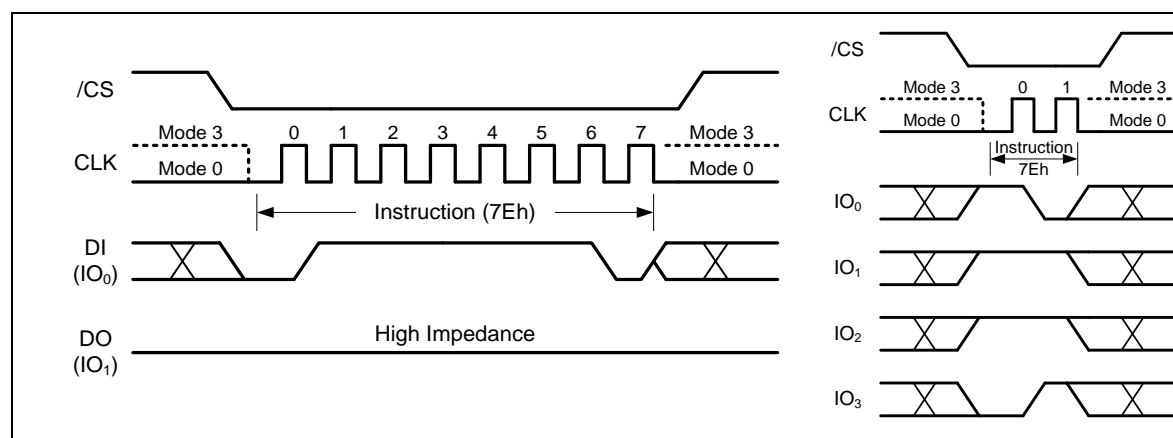 /CS
Mode 3 0 1 2 3 4 5 6 7 Mode 3
CLK
Mode 0 Mode 0
Instruction (7Eh)
DI
(IO₀)
High Impedance
DO
(IO₁)
/CS
Mode 3 0 1 Mode 3
CLK
Mode 0 Mode 0
Instruction
7Eh
IO₀
IO₁
IO₂
IO₃